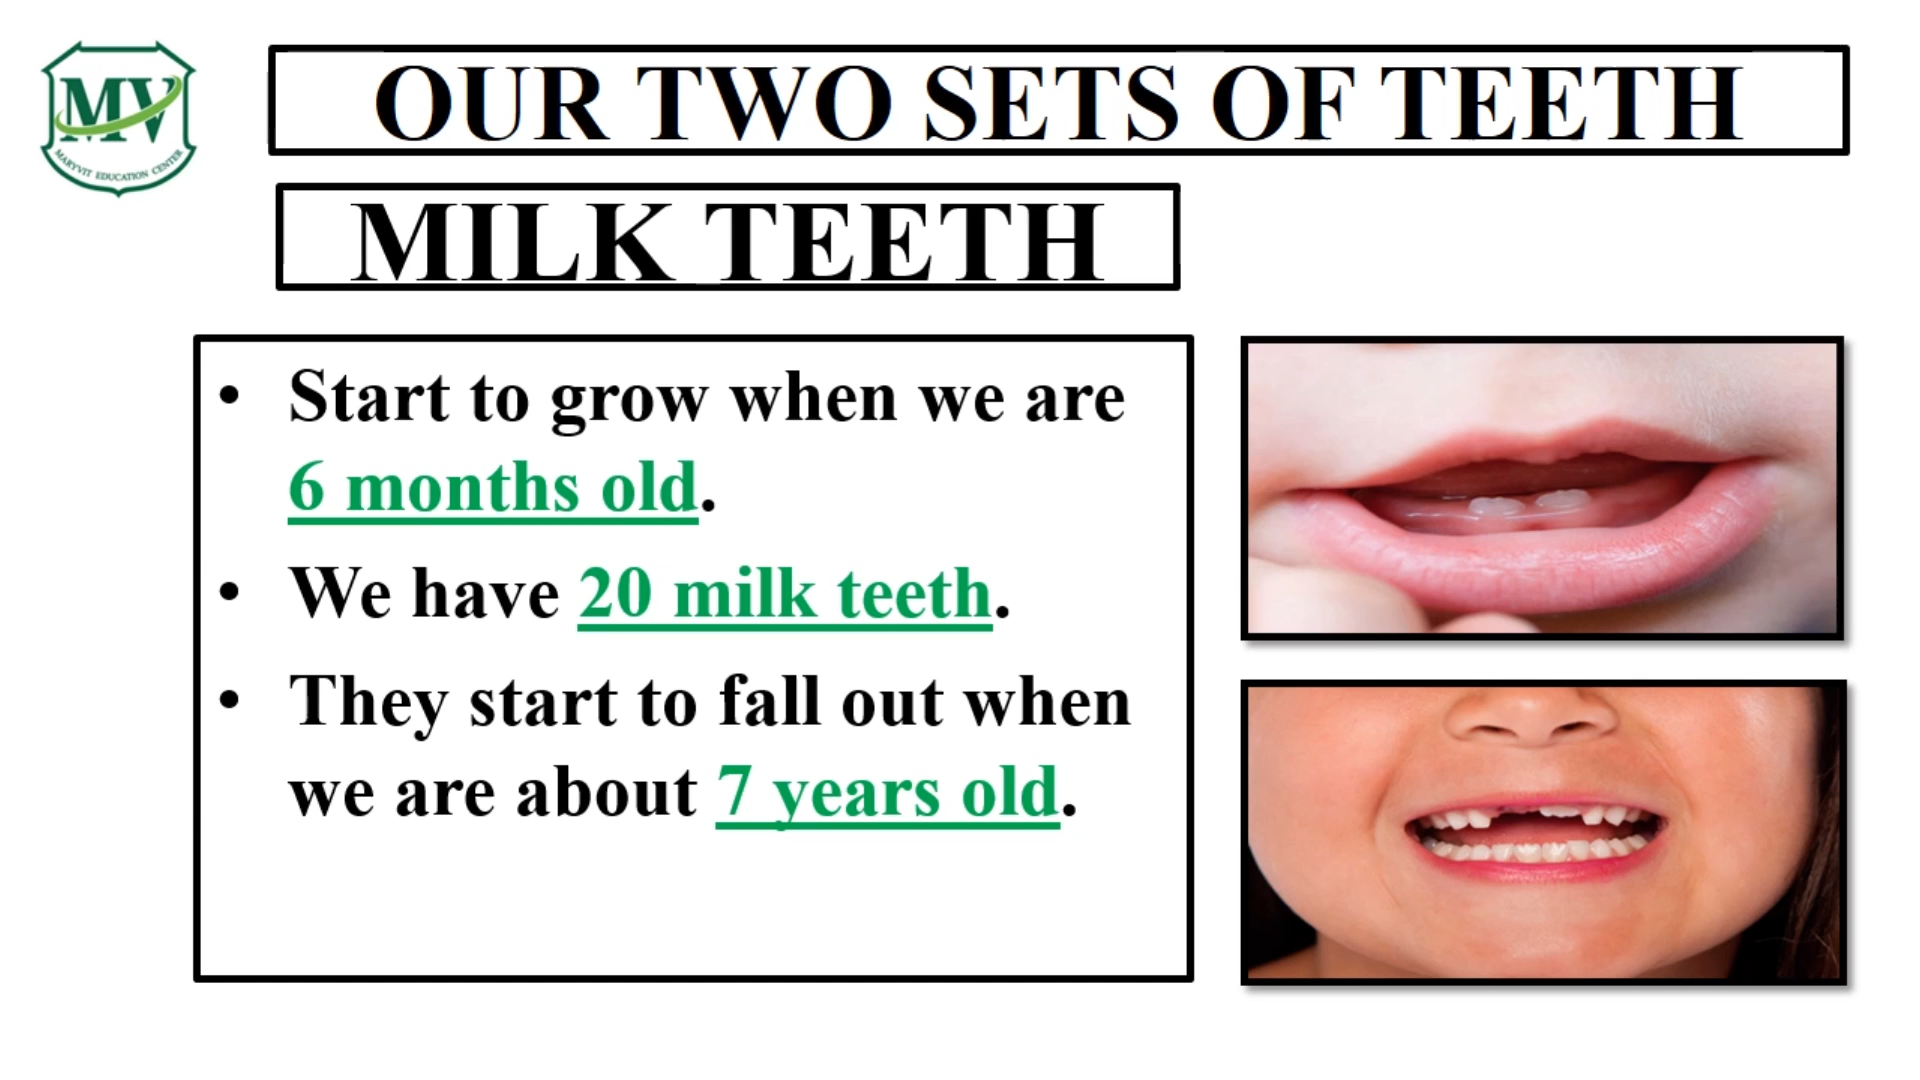 MV
MARYVIT EDUCATION CENTER
OUR TWO SETS OF TEETH
MILK TEETH
• Start to grow when we are
6 months old.
• We have 20 milk teeth.
• They start to fall out when
we are about 7 years old.